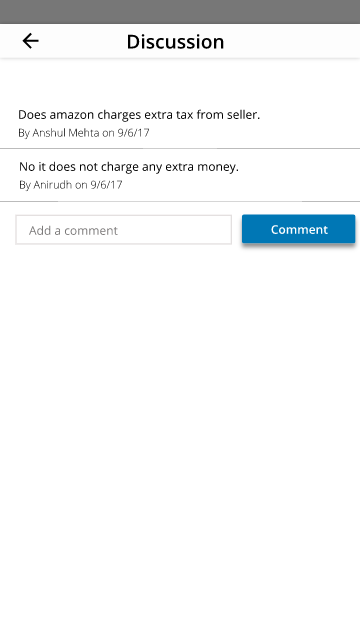 Discussion
Does amazon charges extra tax from seller.
By Anshul Mehta on 9/6/17
No it does not charge any extra money.
By Anirudh on 9/6/17
Add a comment
Comment